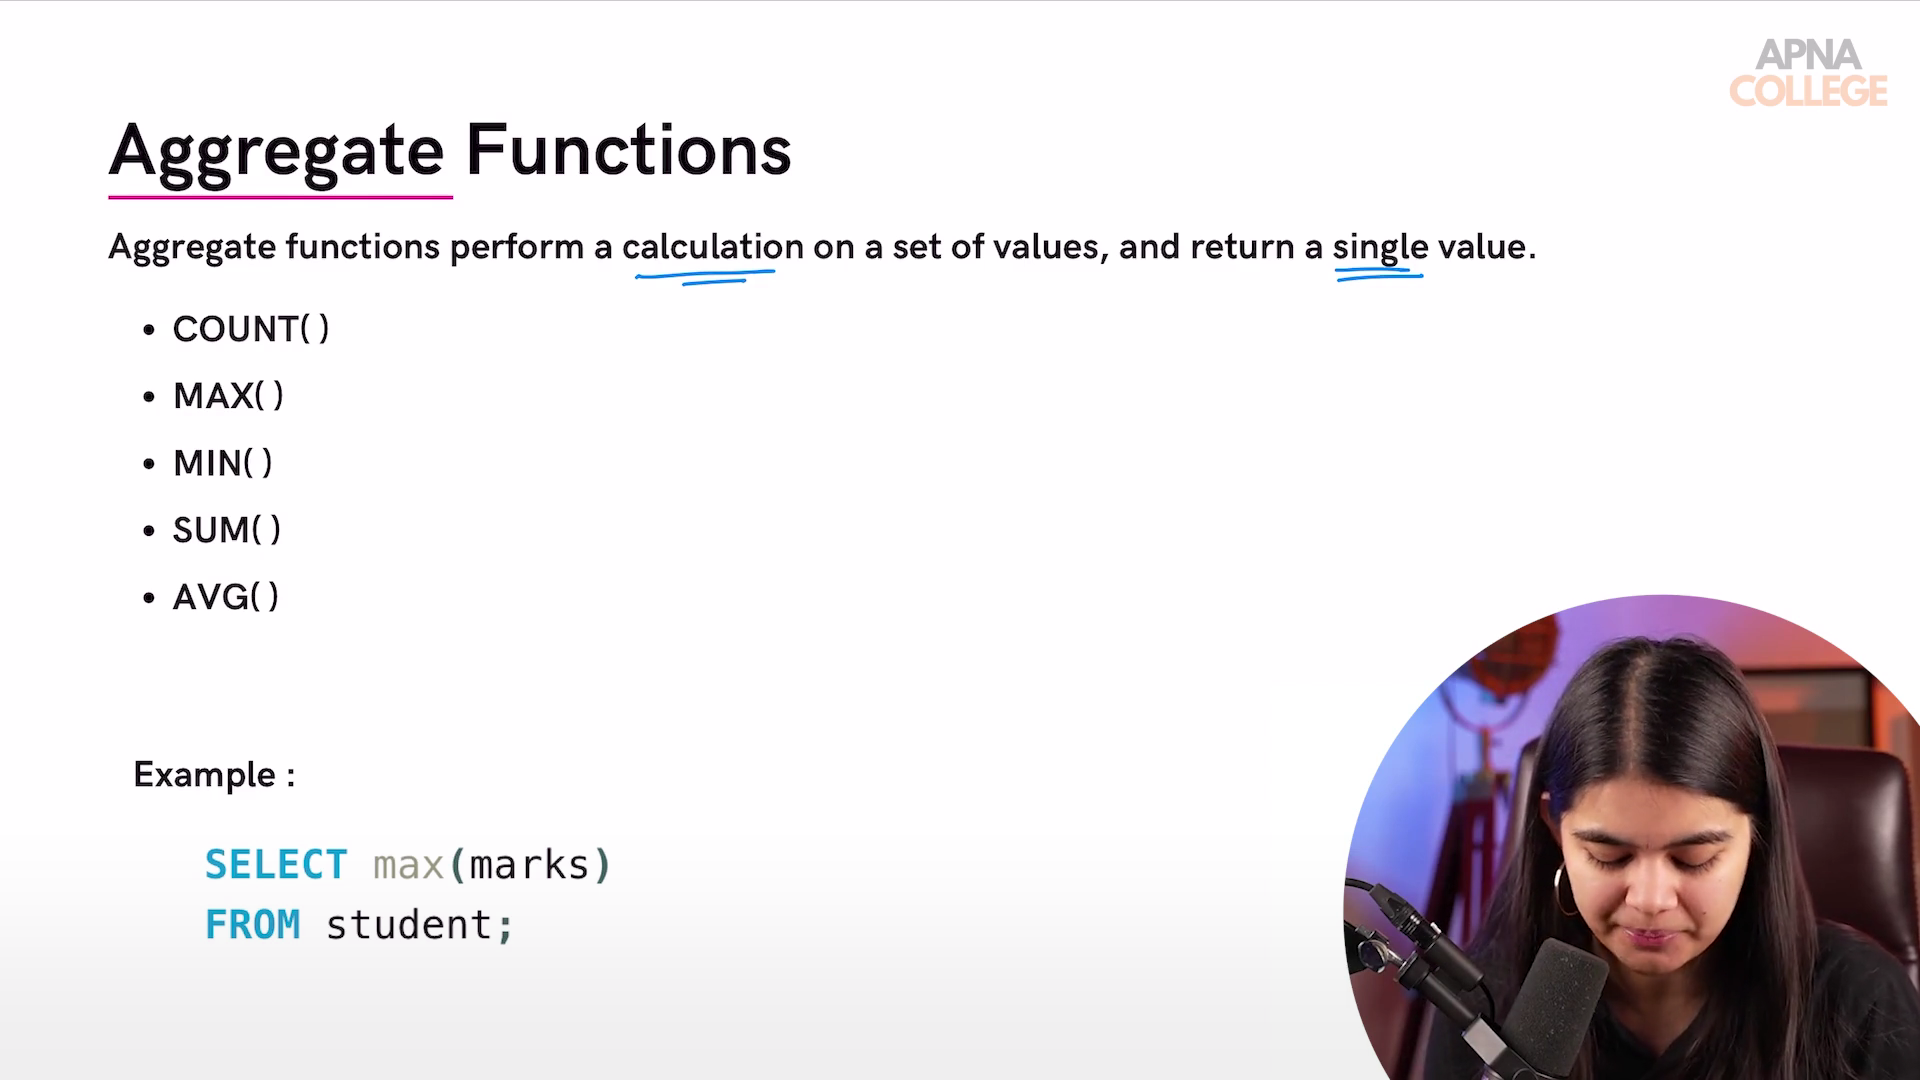 APNA
COLLEGE
Aggregate Functions
Aggregate functions perform a calculation on a set of values, and return a single value.
• COUNT( )
• MAX( )
• MIN( )
• SUM( )
• AVG( )
Example :
SELECT max(marks)
FROM student;